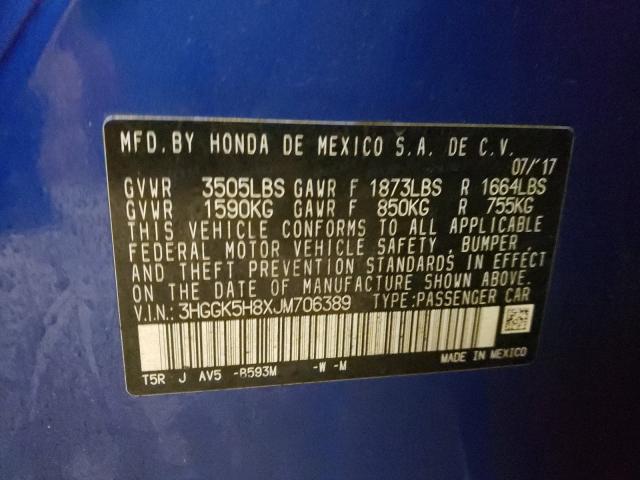 MFD. BY HONDA DE MEXICO S.A. DE C.V.
07/'17
GVWR 3505LBS GAWR F 1873LBS R 1664LBS
GVWR 1590KG GAWR F 850KG R 755KG
THIS VEHICLE CONFORMS TO ALL APPLICABLE
FEDERAL MOTOR VEHICLE SAFETY, BUMPER,
AND THEFT PREVENTION STANDARDS IN EFFECT
ON THE DATE OF MANUFACTURE SHOWN ABOVE.
V.I.N.: 3HGGK5H8XJM706389 TYPE: PASSENGER CAR
MADE IN MEXICO
T5R J AV5 -B593M -W -M